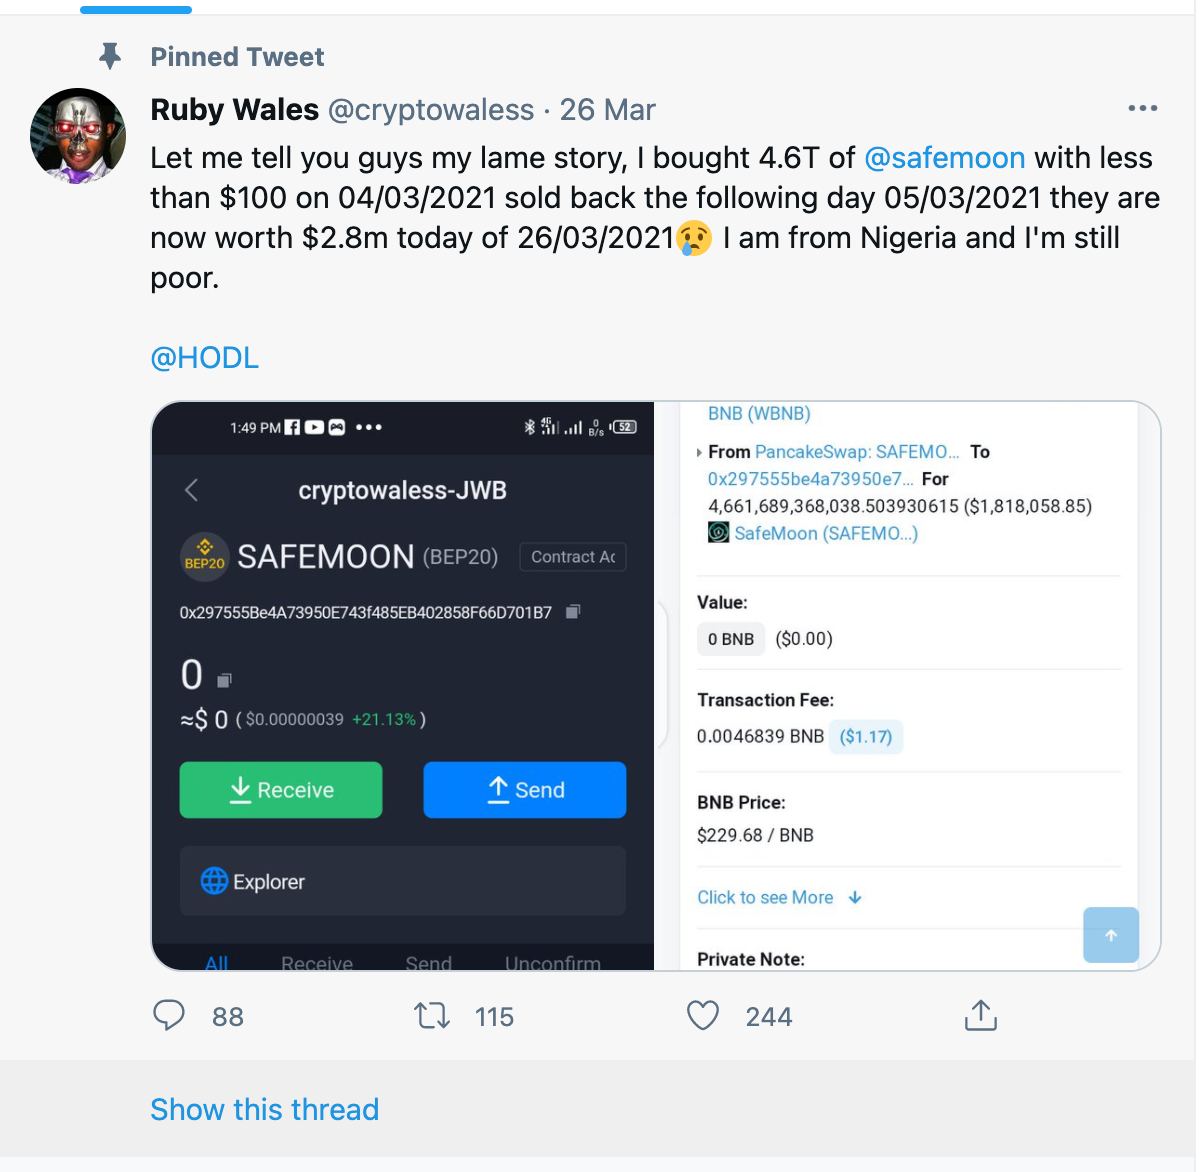 Pinned Tweet
Ruby Wales @cryptowaless · 26 Mar
Let me tell you guys my lame story, I bought 4.6T of @safemoon with less
than $100 on 04/03/2021 sold back the following day 05/03/2021 they are
now worth $2.8m today of 26/03/2021😢 I am from Nigeria and I'm still
poor.
@HODL
1:49 PM
4G
0
B/s
52
cryptowaless-JWB
BEP20
SAFEMOON (BEP20)
Contract Ac
0x297555Be4A73950E743f485EB402858F66D701B7
0
≈$ 0 ( $0.00000039 +21.13% )
Receive
Send
Explorer
All Receive Send Unconfirm
BNB (WBNB)
From PancakeSwap: SAFEMO... To
0x297555be4a73950e7... For
4,661,689,368,038.503930615 ($1,818,058.85)
SafeMoon (SAFEMO...)
Value:
0 BNB ($0.00)
Transaction Fee:
0.0046839 BNB ($1.17)
BNB Price:
$229.68 / BNB
Click to see More
Private Note:
88 115 244
Show this thread